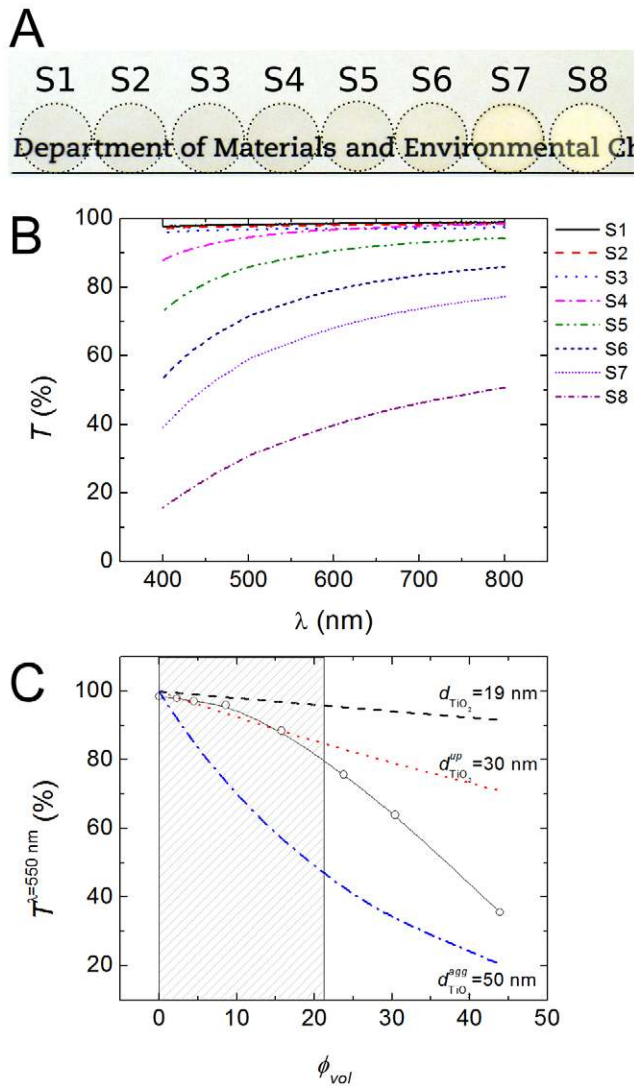 A
S1 S2 S3 S4 S5 S6 S7 S8
Department of Materials and Environmental Ch
B
100
80
60
40
20
0
T (%)
400 500 600 700 800
λ (nm)
S1
S2
S3
S4
S5
S6
S7
S8
C
100
80
60
40
20
T^λ=550 nm (%)
d_TiO₂ = 19 nm
d^up_TiO₂ = 30 nm
d^agg_TiO₂ = 50 nm
0 10 20 30 40 50
ϕ_vol